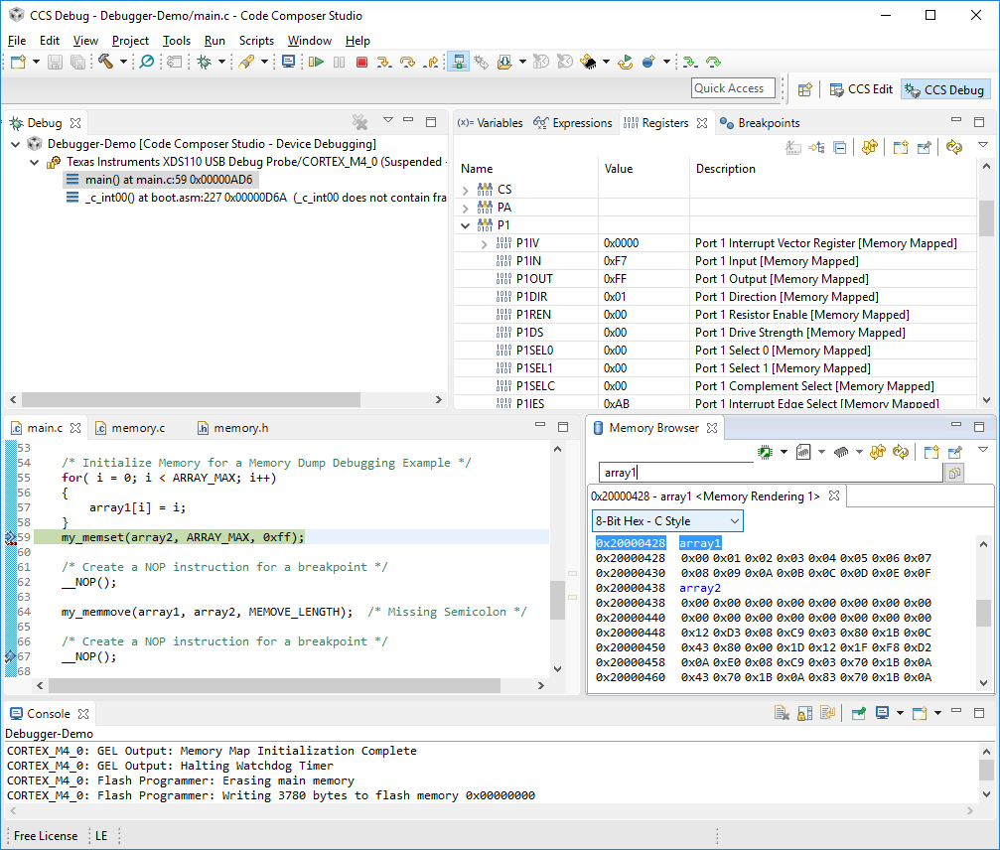 CCS Debug - Debugger-Demo/main.c - Code Composer Studio
File Edit View Project Tools Run Scripts Window Help
Quick Access
CCS Edit
CCS Debug
Debug
Debugger-Demo [Code Composer Studio - Device Debugging]
Texas Instruments XDS110 USB Debug Probe/CORTEX_M4_0 (Suspended -
main() at main.c:59 0x00000AD6
_c_int00() at boot.asm:227 0x00000D6A (_c_int00 does not contain fra
(x)= Variables Expressions Registers Breakpoints
Name Value Description
CS
PA
P1
P1IV 0x0000 Port 1 Interrupt Vector Register [Memory Mapped]
P1IN 0xF7 Port 1 Input [Memory Mapped]
P1OUT 0xFF Port 1 Output [Memory Mapped]
P1DIR 0x01 Port 1 Direction [Memory Mapped]
P1REN 0x00 Port 1 Resistor Enable [Memory Mapped]
P1DS 0x00 Port 1 Drive Strength [Memory Mapped]
P1SEL0 0x00 Port 1 Select 0 [Memory Mapped]
P1SEL1 0x00 Port 1 Select 1 [Memory Mapped]
P1SELC 0x00 Port 1 Complement Select [Memory Mapped]
P1IES 0xAB Port 1 Interrupt Edge Select [Memory Mapped]
main.c memory.c memory.h
53
54 /* Initialize Memory for a Memory Dump Debugging Example */
55 for( i = 0; i < ARRAY_MAX; i++)
56 {
57 array1[i] = i;
58 }
59 my_memset(array2, ARRAY_MAX, 0xff);
60
61 /* Create a NOP instruction for a breakpoint */
62 __NOP();
63
64 my_memmove(array1, array2, MEMOVE_LENGTH); /* Missing Semicolon */
65
66 /* Create a NOP instruction for a breakpoint */
67 __NOP();
68
Memory Browser
array1
0x20000428 - array1 <Memory Rendering 1>
8-Bit Hex - C Style
0x20000428 array1
0x20000428 0x00 0x01 0x02 0x03 0x04 0x05 0x06 0x07
0x20000430 0x08 0x09 0x0A 0x0B 0x0C 0x0D 0x0E 0x0F
0x20000438 array2
0x20000438 0x00 0x00 0x00 0x00 0x00 0x00 0x00 0x00
0x20000440 0x00 0x00 0x00 0x00 0x00 0x00 0x00 0x00
0x20000448 0x12 0xD3 0x08 0xC9 0x03 0x80 0x1B 0x0C
0x20000450 0x43 0x80 0x00 0x1D 0x12 0x1F 0xF8 0xD2
0x20000458 0x0A 0xE0 0x08 0xC9 0x03 0x70 0x1B 0x0A
0x20000460 0x43 0x70 0x1B 0x0A 0x83 0x70 0x1B 0x0A
Console
Debugger-Demo
CORTEX_M4_0: GEL Output: Memory Map Initialization Complete
CORTEX_M4_0: GEL Output: Halting Watchdog Timer
CORTEX_M4_0: Flash Programmer: Erasing main memory
CORTEX_M4_0: Flash Programmer: Writing 3780 bytes to flash memory 0x00000000
Free License LE